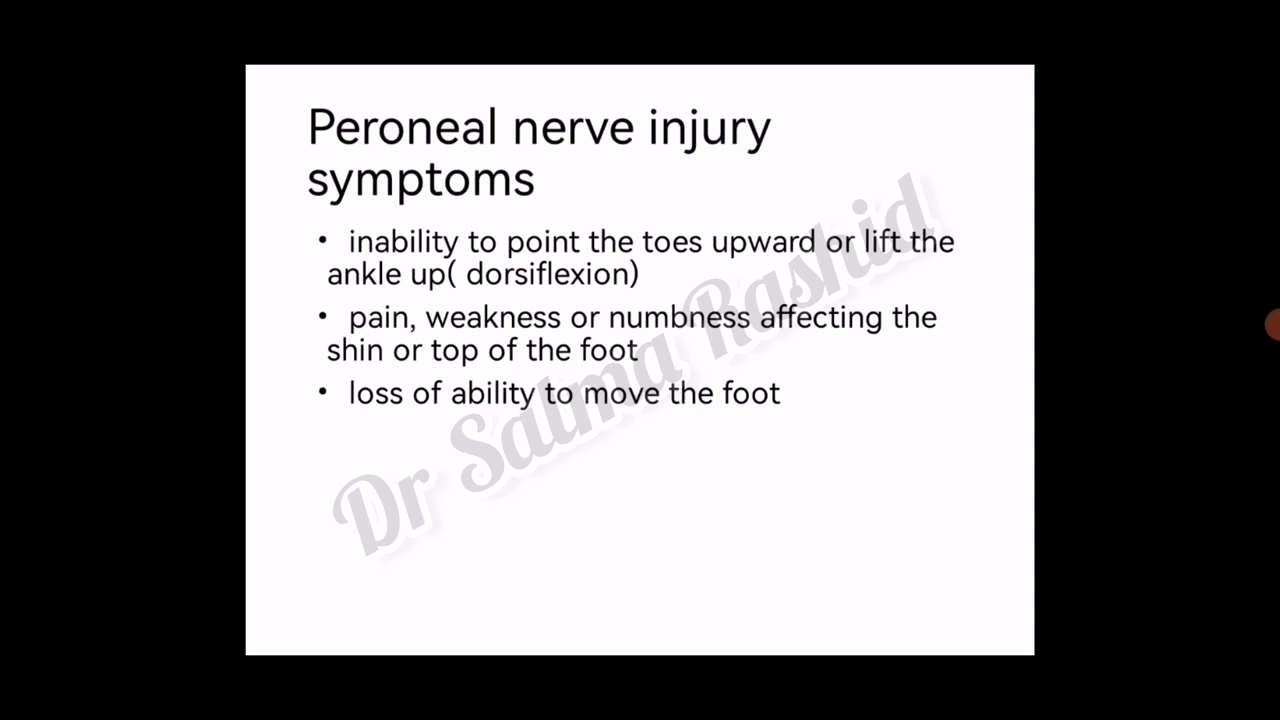 Peroneal nerve injury
symptoms
• inability to point the toes upward or lift the
ankle up( dorsiflexion)
• pain, weakness or numbness affecting the
shin or top of the foot
• loss of ability to move the foot
Dr Salma Rashid